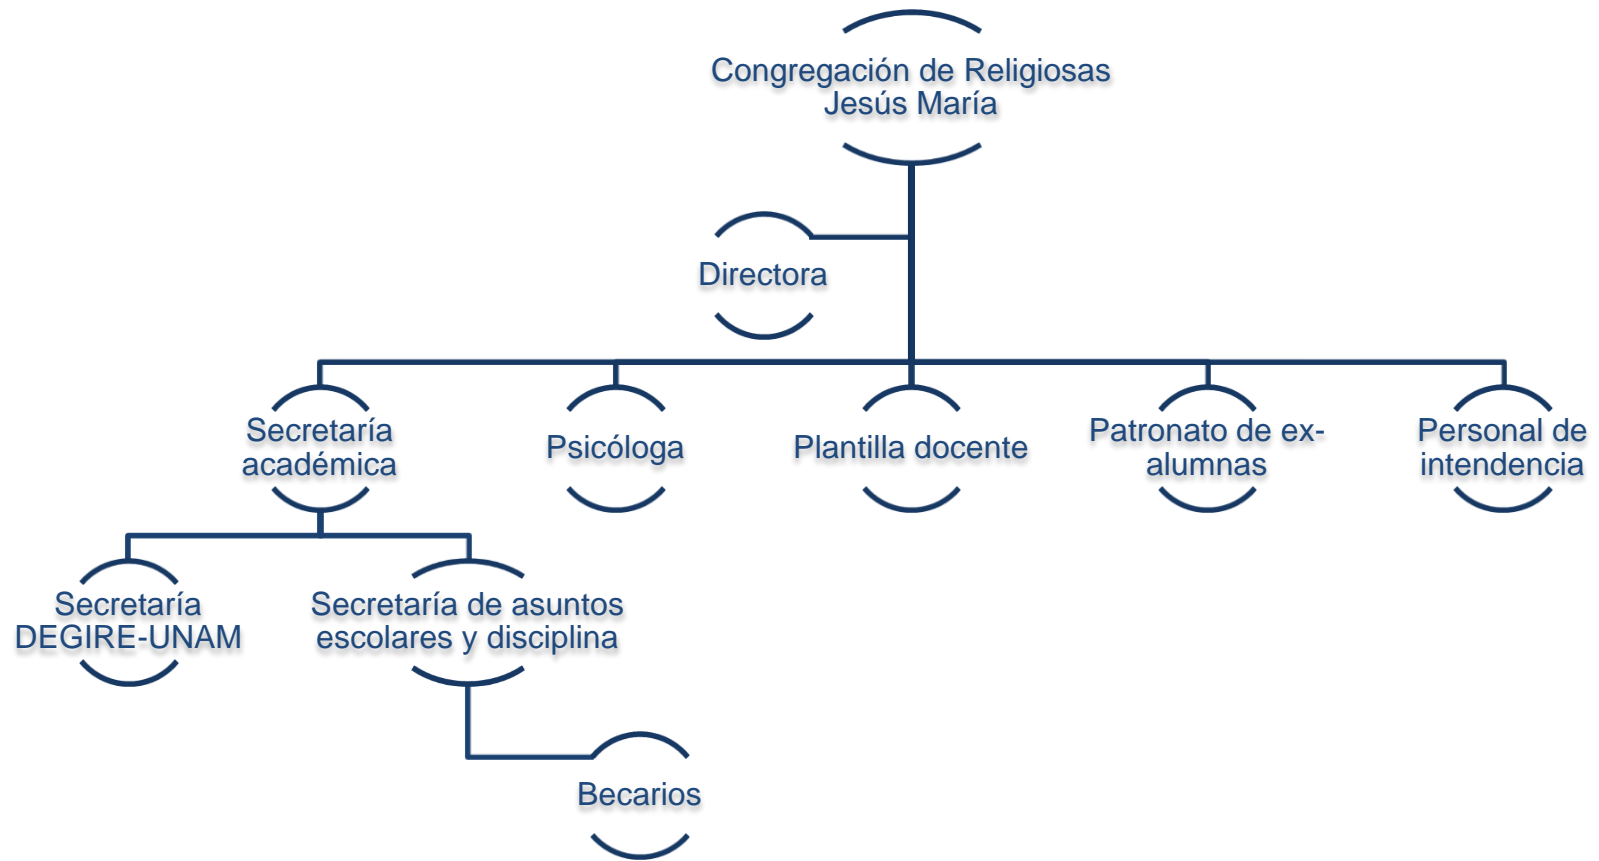 Congregación de Religiosas
Jesús María
Directora
Secretaría
académica
Psicóloga
Plantilla docente
Patronato de ex-
alumnas
Personal de
intendencia
Secretaría
DEGIRE-UNAM
Secretaría de asuntos
escolares y disciplina
Becarios